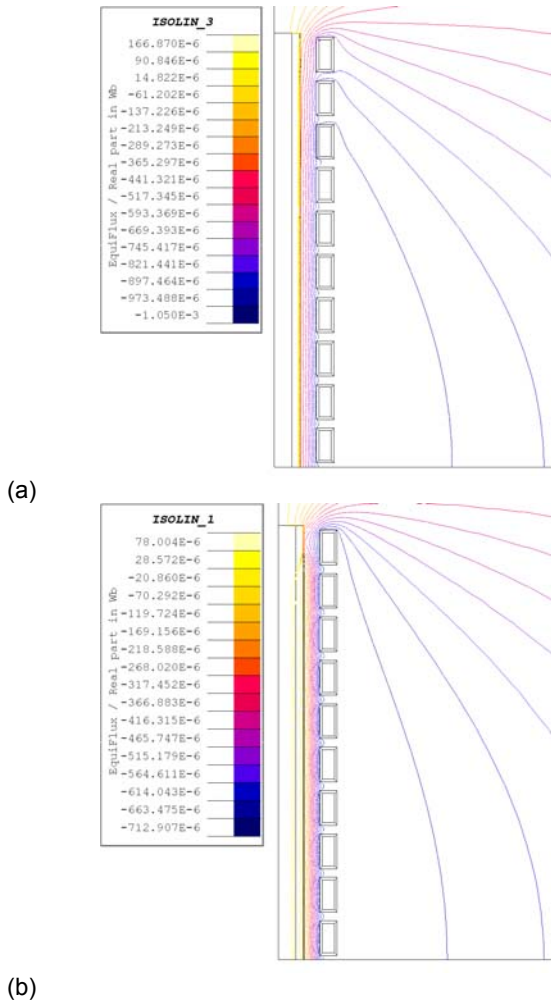 ISOLIN_3
166.870E-6
90.846E-6
14.822E-6
-61.202E-6
-137.226E-6
-213.249E-6
-289.273E-6
-365.297E-6
-441.321E-6
-517.345E-6
-593.369E-6
-669.393E-6
-745.417E-6
-821.441E-6
-897.464E-6
-973.488E-6
-1.050E-3
EquiFlux / Real part in Wb
(a)
ISOLIN_1
78.004E-6
28.572E-6
-20.860E-6
-70.292E-6
-119.724E-6
-169.156E-6
-218.588E-6
-268.020E-6
-317.452E-6
-366.883E-6
-416.315E-6
-465.747E-6
-515.179E-6
-564.611E-6
-614.043E-6
-663.475E-6
-712.907E-6
EquiFlux / Real part in Wb
(b)